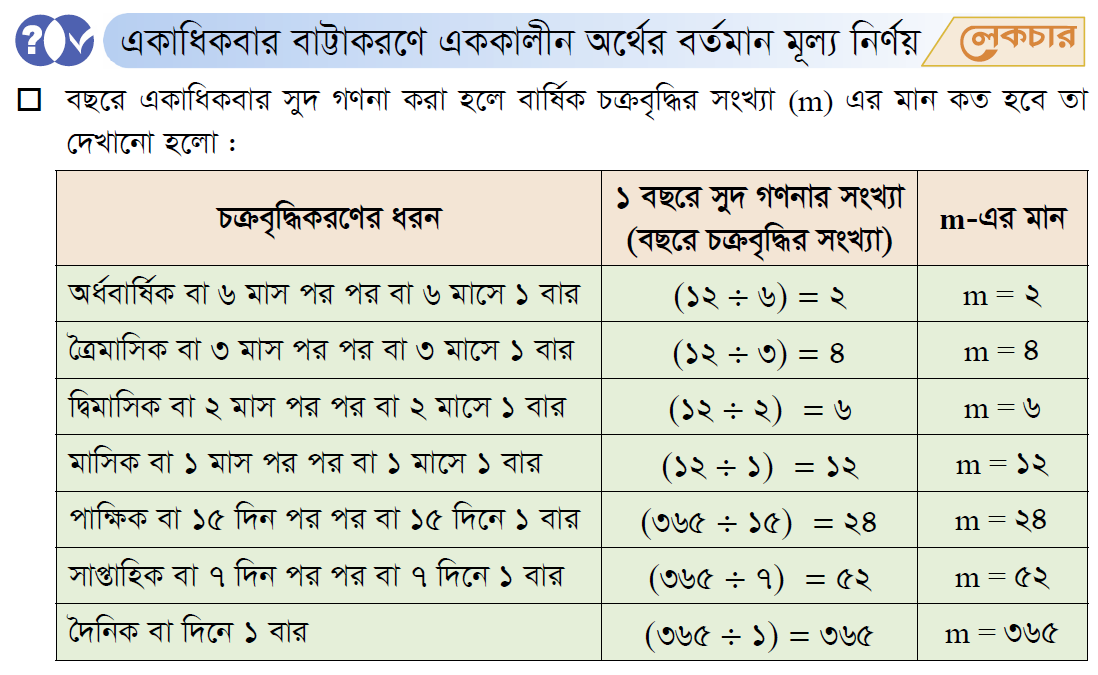 ?
একাধিকবার বাট্টাকরণে এককালীন অর্থের বর্তমান মূল্য নির্ণয়
লেকচার
বছরে একাধিকবার সুদ গণনা করা হলে বার্ষিক চক্রবৃদ্ধির সংখ্যা (m) এর মান কত হবে তা
দেখানো হলো :
চক্রবৃদ্ধিকরণের ধরন
১ বছরে সুদ গণনার সংখ্যা
(বছরে চক্রবৃদ্ধির সংখ্যা)
m-এর মান
অর্ধবার্ষিক বা ৬ মাস পর পর বা ৬ মাসে ১ বার (১২ ÷ ৬) = ২ m = ২
ত্রৈমাসিক বা ৩ মাস পর পর বা ৩ মাসে ১ বার (১২ ÷ ৩) = ৪ m = ৪
দ্বিমাসিক বা ২ মাস পর পর বা ২ মাসে ১ বার (১২ ÷ ২) = ৬ m = ৬
মাসিক বা ১ মাস পর পর বা ১ মাসে ১ বার (১২ ÷ ১) = ১২ m = ১২
পাক্ষিক বা ১৫ দিন পর পর বা ১৫ দিনে ১ বার (৩৬৫ ÷ ১৫) = ২৪ m = ২৪
সাপ্তাহিক বা ৭ দিন পর পর বা ৭ দিনে ১ বার (৩৬৫ ÷ ৭) = ৫২ m = ৫২
দৈনিক বা দিনে ১ বার (৩৬৫ ÷ ১) = ৩৬৫ m = ৩৬৫